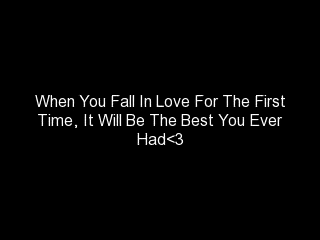 When You Fall In Love For The First
Time, It Will Be The Best You Ever
Had<3